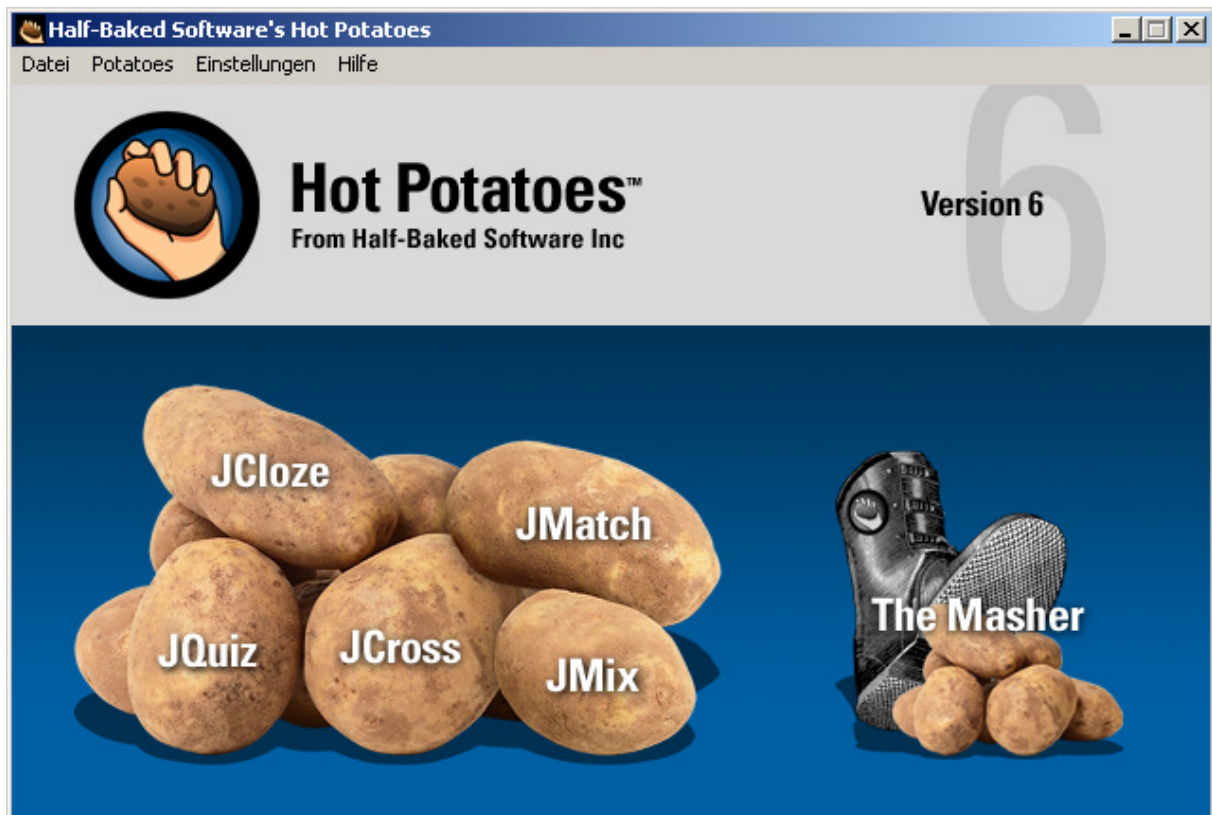 Half-Baked Software's Hot Potatoes
Datei Potatoes Einstellungen Hilfe
6
Hot Potatoes™
From Half-Baked Software Inc
Version 6
JCloze
JMatch
JQuiz
JCross
JMix
The Masher